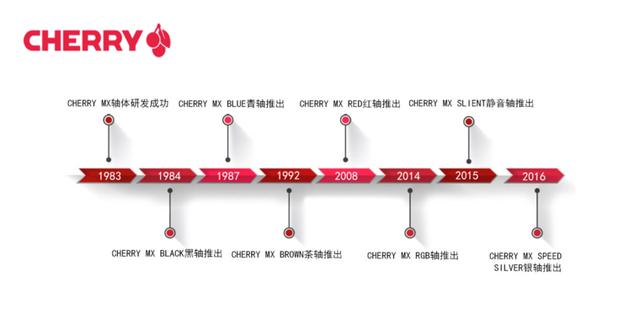 CHERRY
CHERRY MX轴体研发成功
CHERRY MX BLUE青轴推出
CHERRY MX RED红轴推出
CHERRY MX SLIENT静音轴推出
1983
1984
1987
1992
2008
2014
2015
2016
CHERRY MX BLACK黑轴推出
CHERRY MX BROWN茶轴推出
CHERRY MX RGB轴推出
CHERRY MX SPEED
SILVER银轴推出